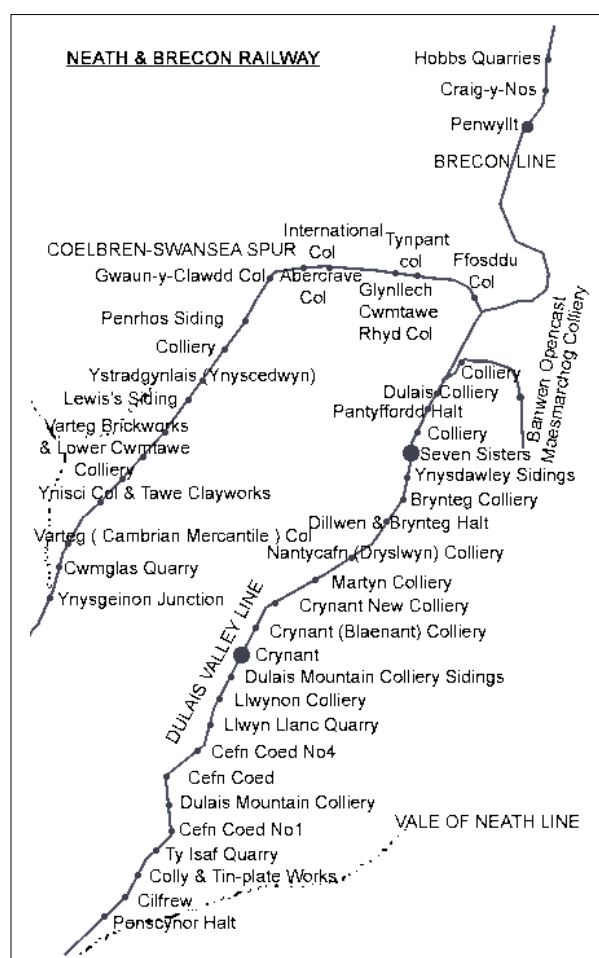 NEATH & BRECON RAILWAY
Hobbs Quarries
Craig-y-Nos
Penwyllt
BRECON LINE
COELBREN-SWANSEA SPUR
International
Col
Tynpant
col
Ffosddu
Col
Gwaun-y-Clawdd Col
Abercrave
Col
Glynllech
Cwmtawe
Rhyd Col
Penrhos Siding
Colliery
Ystradgynlais (Ynyscedwyn)
Lewis's Siding
Varteg Brickworks
& Lower Cwmtawe
Colliery
Ynisci Col & Tawe Clayworks
Varteg ( Cambrian Mercantile ) Col
Cwmglas Quarry
Ynysgeinon Junction
Colliery
Banwen Opencast
Maesmarchog Colliery
Dulais Colliery
Pantyffordd Halt
Colliery
Seven Sisters
Ynysdawley Sidings
Brynteg Colliery
Dillwen & Brynteg Halt
Nantycafn (Dryslwyn) Colliery
Martyn Colliery
Crynant New Colliery
Crynant (Blaenant) Colliery
Crynant
DULAIS VALLEY LINE
Dulais Mountain Colliery Sidings
Llwynon Colliery
Llwyn Llanc Quarry
Cefn Coed No4
Cefn Coed
Dulais Mountain Colliery
Cefn Coed No1
VALE OF NEATH LINE
Ty Isaf Quarry
Colly & Tin-plate Works
Cilfrew
Penscynor Halt